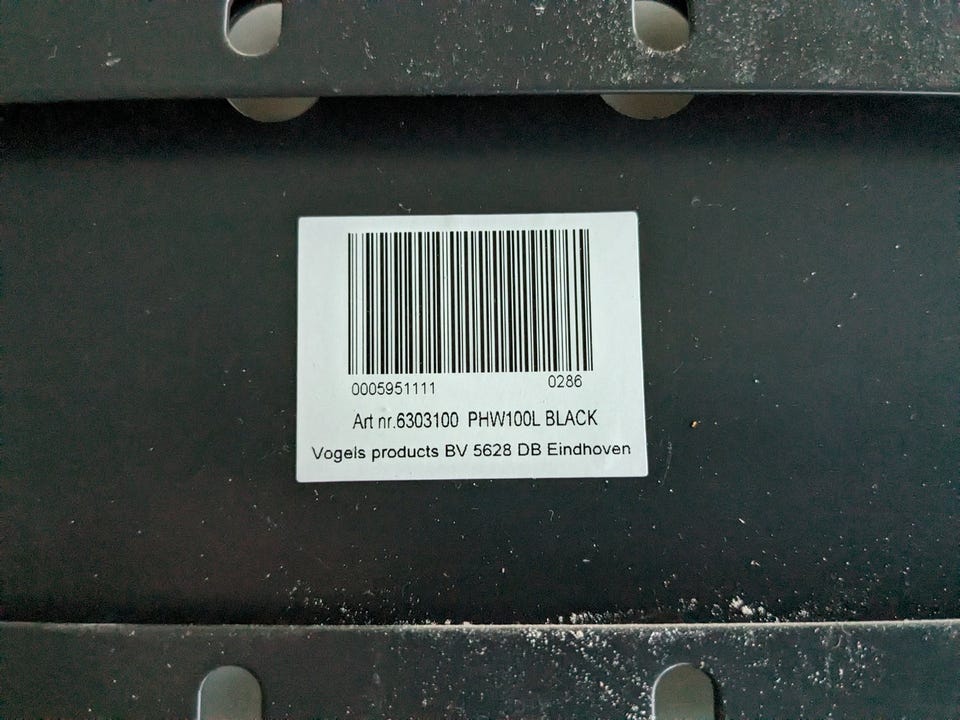 0005951111 0286
Art nr.6303100 PHW100L BLACK
Vogels products BV 5628 DB Eindhoven